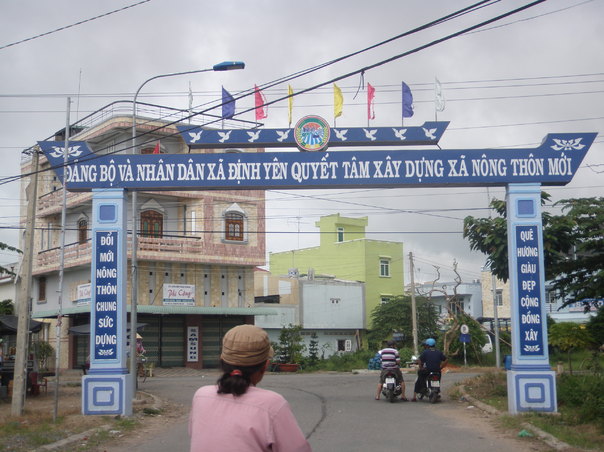 ĐẢNG BỘ VÀ NHÂN DÂN XÃ ĐỊNH YÊN QUYẾT TÂM XÂY DỰNG XÃ NÔNG THÔN MỚI
ĐỔI
MỚI
NÔNG
THÔN
CHUNG
SỨC
DỰNG
QUÊ
HƯƠNG
GIÀU
ĐẸP
CỘNG
ĐỒNG
XÂY